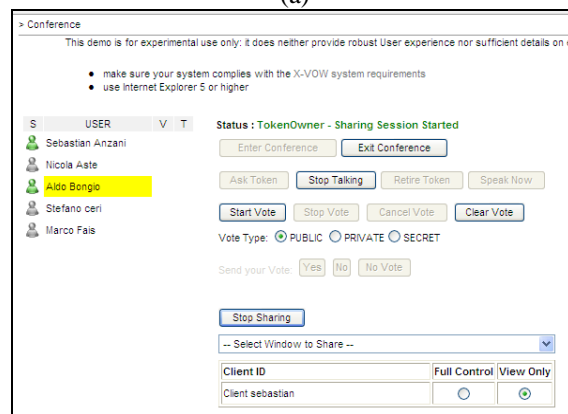 (a)
> Conference
This demo is for experimental use only: it does neither provide robust User experience nor sufficient details on
make sure your system complies with the X-VOW system requirements
use Internet Explorer 5 or higher
S USER V T
Sebastian Anzani
Nicola Aste
Aldo Bongio
Stefano ceri
Marco Fais
Status : TokenOwner - Sharing Session Started
Enter Conference Exit Conference
Ask Token Stop Talking Retire Token Speak Now
Start Vote Stop Vote Cancel Vote Clear Vote
Vote Type: PUBLIC PRIVATE SECRET
Send your Vote: Yes No No Vote
Stop Sharing
-- Select Window to Share --
Client ID Full Control View Only
Client sebastian